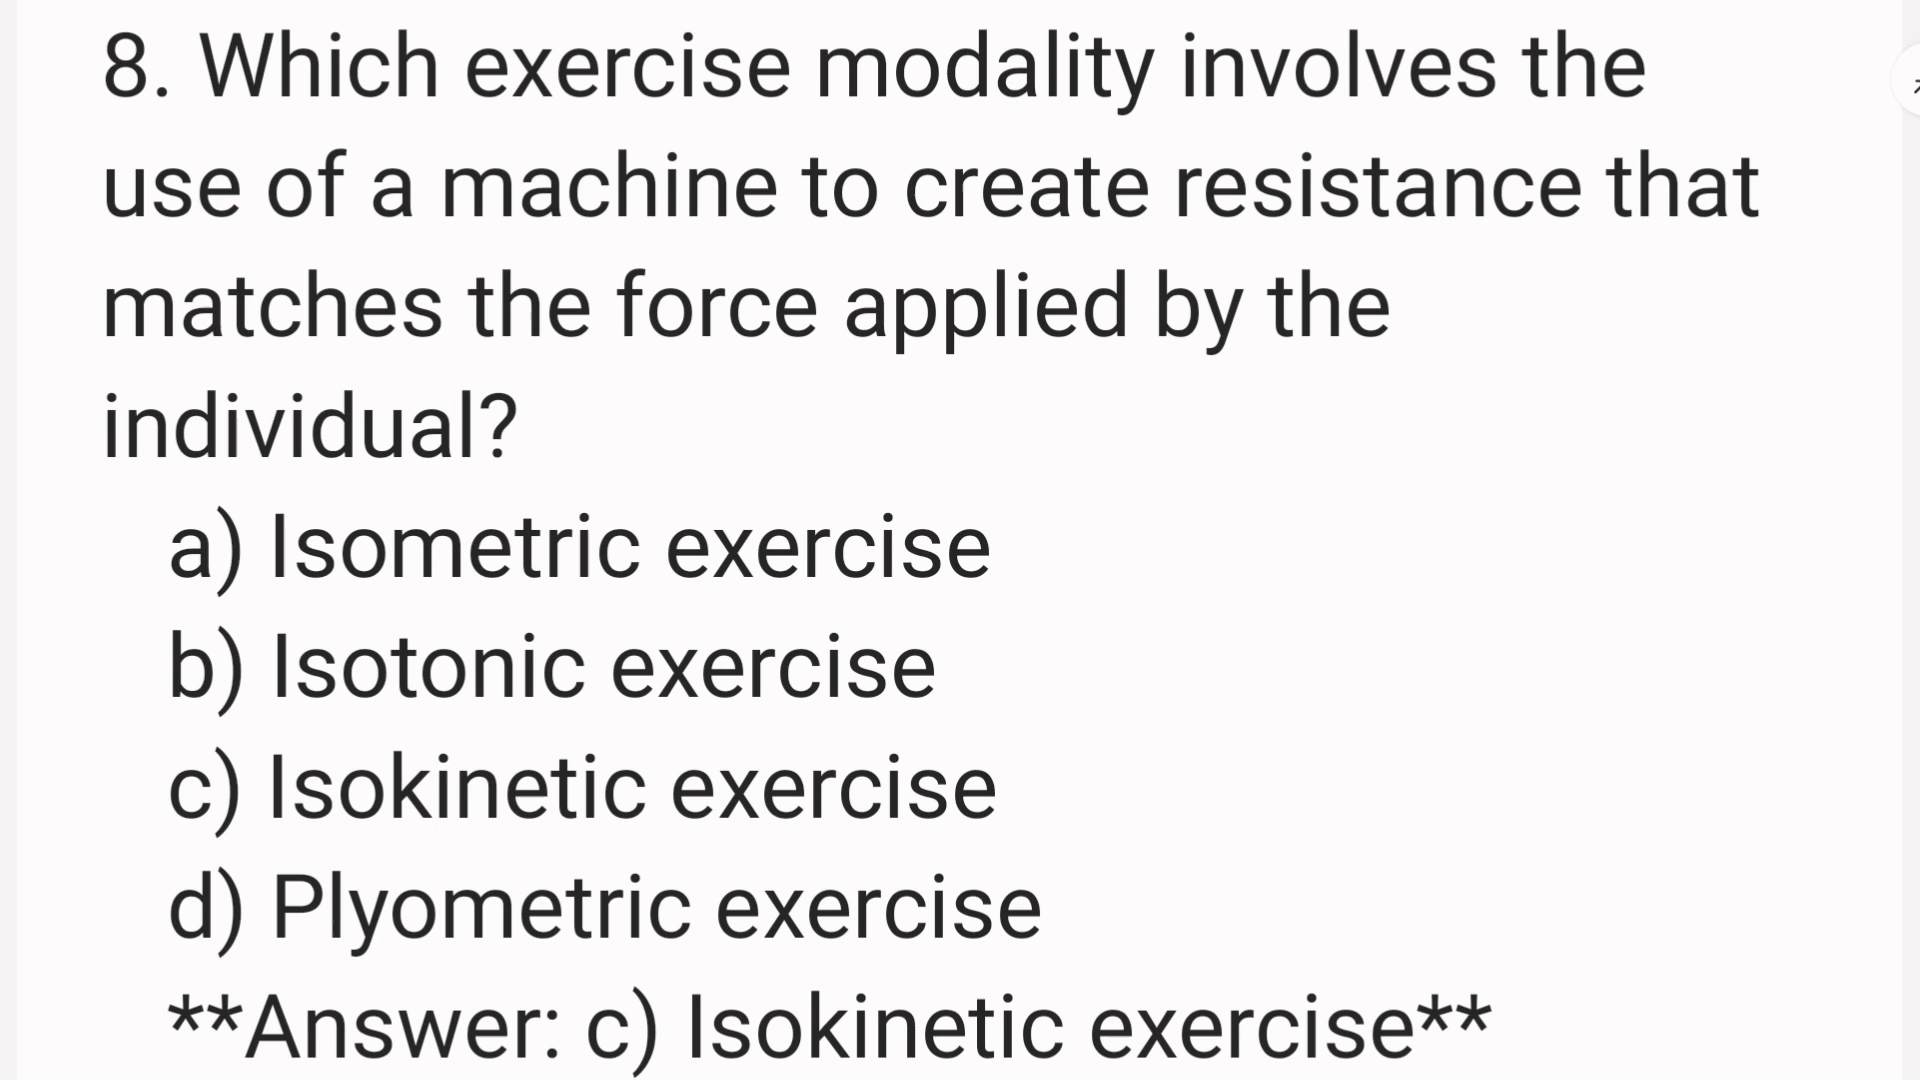 8. Which exercise modality involves the
use of a machine to create resistance that
matches the force applied by the
individual?
a) Isometric exercise
b) Isotonic exercise
c) Isokinetic exercise
d) Plyometric exercise
**Answer: c) Isokinetic exercise**